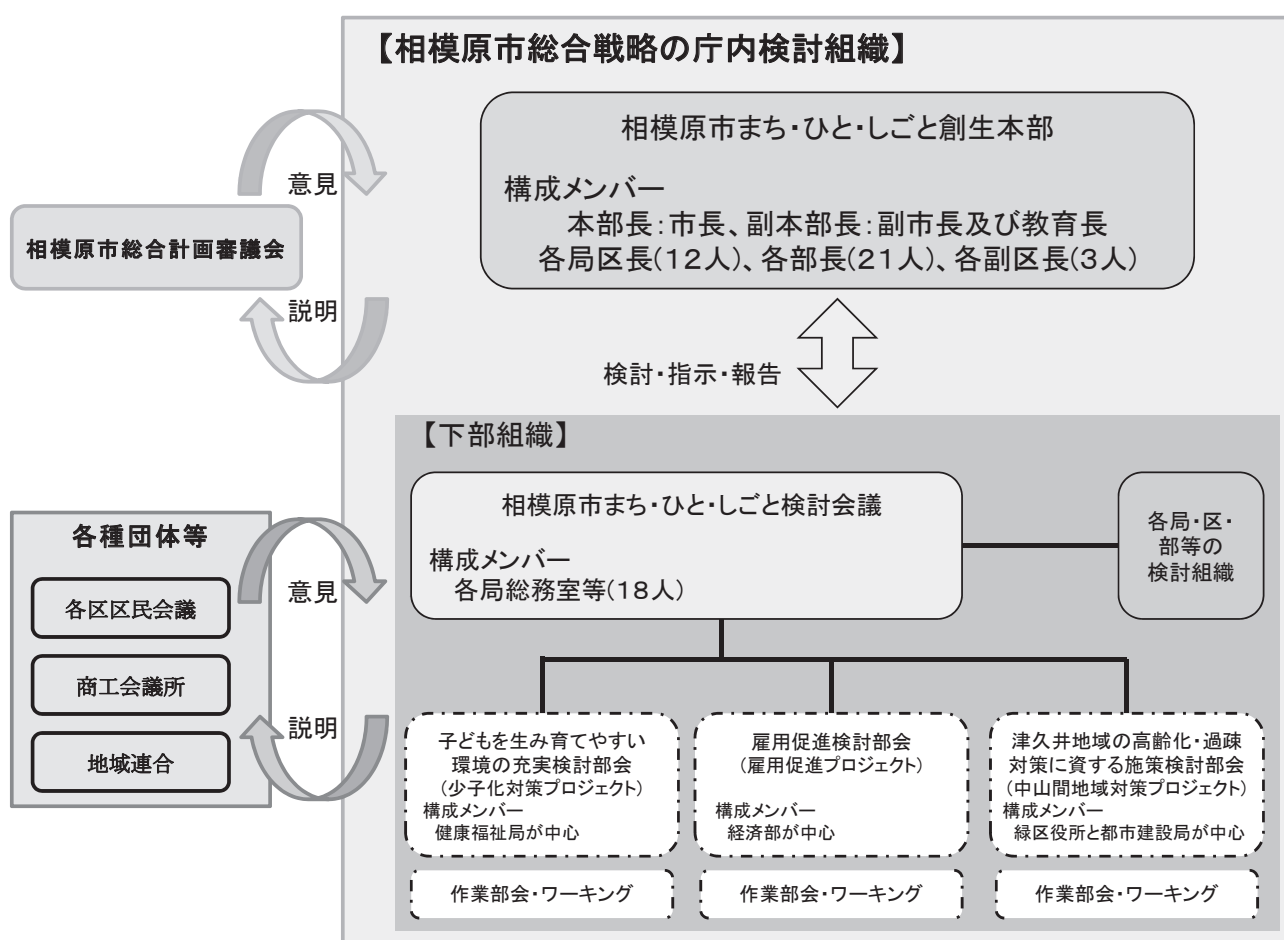 【相模原市総合戦略の庁内検討組織】
相模原市まち・ひと・しごと創生本部
構成メンバー
本部長：市長、副本部長：副市長及び教育長
各局区長(１２人)、各部長(２１人)、各副区長(３人)
意見
相模原市総合計画審議会
説明
検討・指示・報告
【下部組織】
相模原市まち・ひと・しごと検討会議
構成メンバー
各局総務室等(１８人)
各局・区・
部等の
検討組織
各種団体等
各区区民会議
商工会議所
地域連合
意見
説明
子どもを生み育てやすい
環境の充実検討部会
(少子化対策プロジェクト)
構成メンバー
健康福祉局が中心
雇用促進検討部会
(雇用促進プロジェクト)
構成メンバー
経済部が中心
津久井地域の高齢化・過疎
対策に資する施策検討部会
(中山間地域対策プロジェクト)
構成メンバー
緑区役所と都市建設局が中心
作業部会・ワーキング
作業部会・ワーキング
作業部会・ワーキング